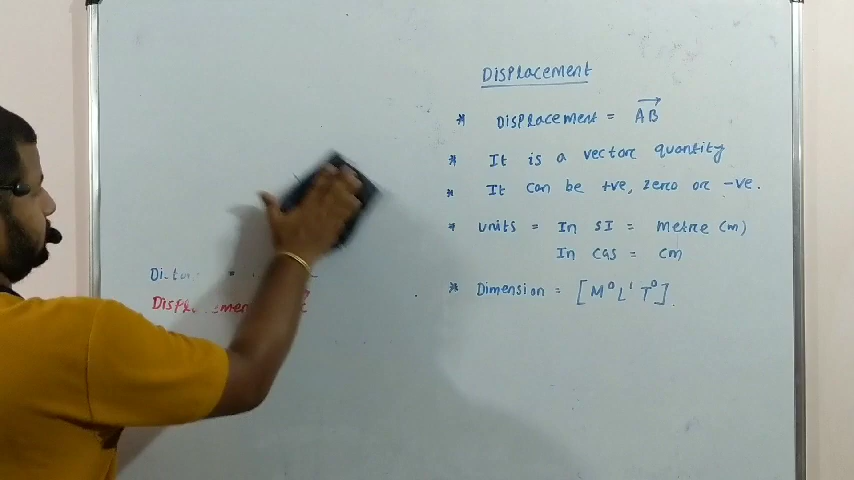 Displacement
* Displacement = AB
* It is a vector quantity
* It can be +ve, zero or -ve.
* units = In SI = Metre (m)
In CGS = cm
* Dimension = [M⁰L¹T⁰].